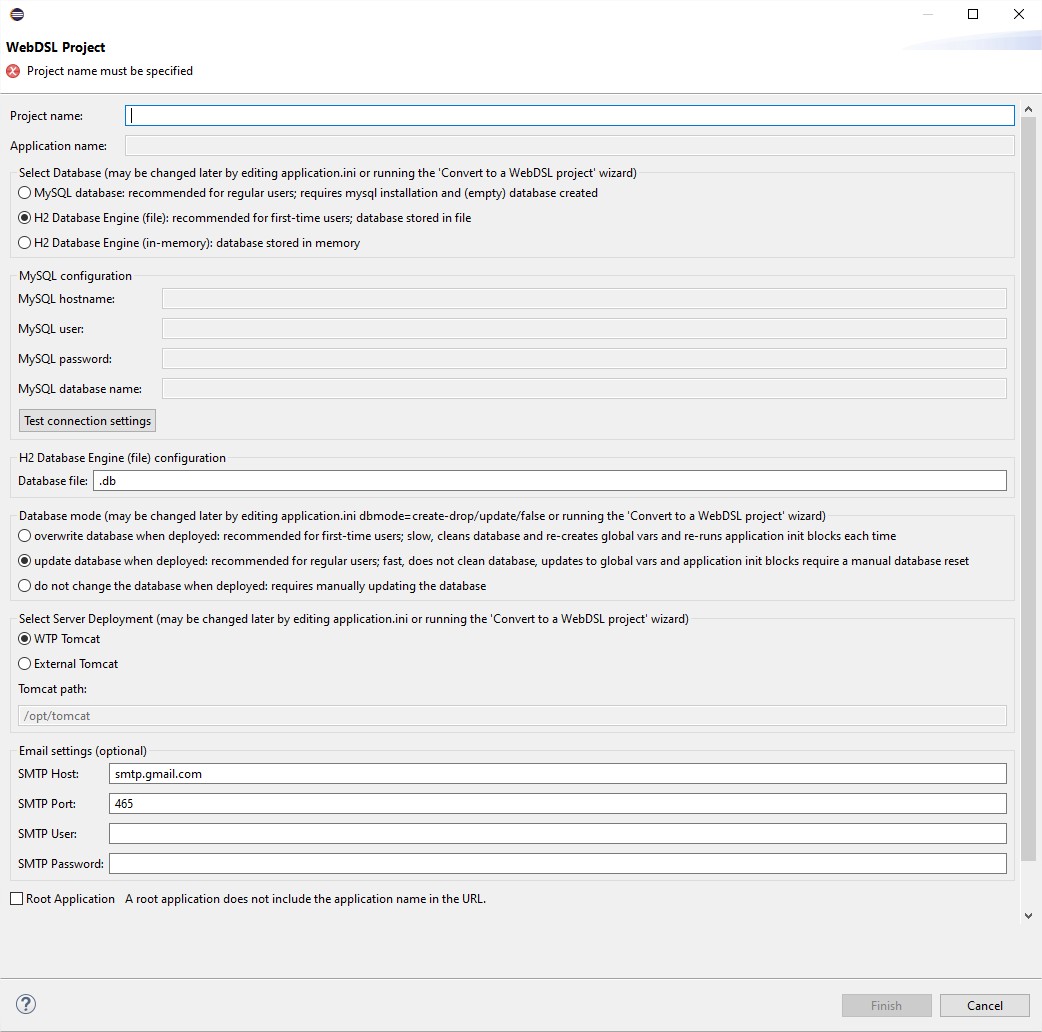 WebDSL Project
Project name must be specified
Project name:
Application name:
Select Database (may be changed later by editing application.ini or running the 'Convert to a WebDSL project' wizard)
MySQL database: recommended for regular users; requires mysql installation and (empty) database created
H2 Database Engine (file): recommended for first-time users; database stored in file
H2 Database Engine (in-memory): database stored in memory
MySQL configuration
MySQL hostname:
MySQL user:
MySQL password:
MySQL database name:
Test connection settings
H2 Database Engine (file) configuration
Database file: .db
Database mode (may be changed later by editing application.ini dbmode=create-drop/update/false or running the 'Convert to a WebDSL project' wizard)
overwrite database when deployed: recommended for first-time users; slow, cleans database and re-creates global vars and re-runs application init blocks each time
update database when deployed: recommended for regular users; fast, does not clean database, updates to global vars and application init blocks require a manual database reset
do not change the database when deployed: requires manually updating the database
Select Server Deployment (may be changed later by editing application.ini or running the 'Convert to a WebDSL project' wizard)
WTP Tomcat
External Tomcat
Tomcat path:
/opt/tomcat
Email settings (optional)
SMTP Host: smtp.gmail.com
SMTP Port: 465
SMTP User:
SMTP Password:
Root Application A root application does not include the application name in the URL.
? Finish Cancel